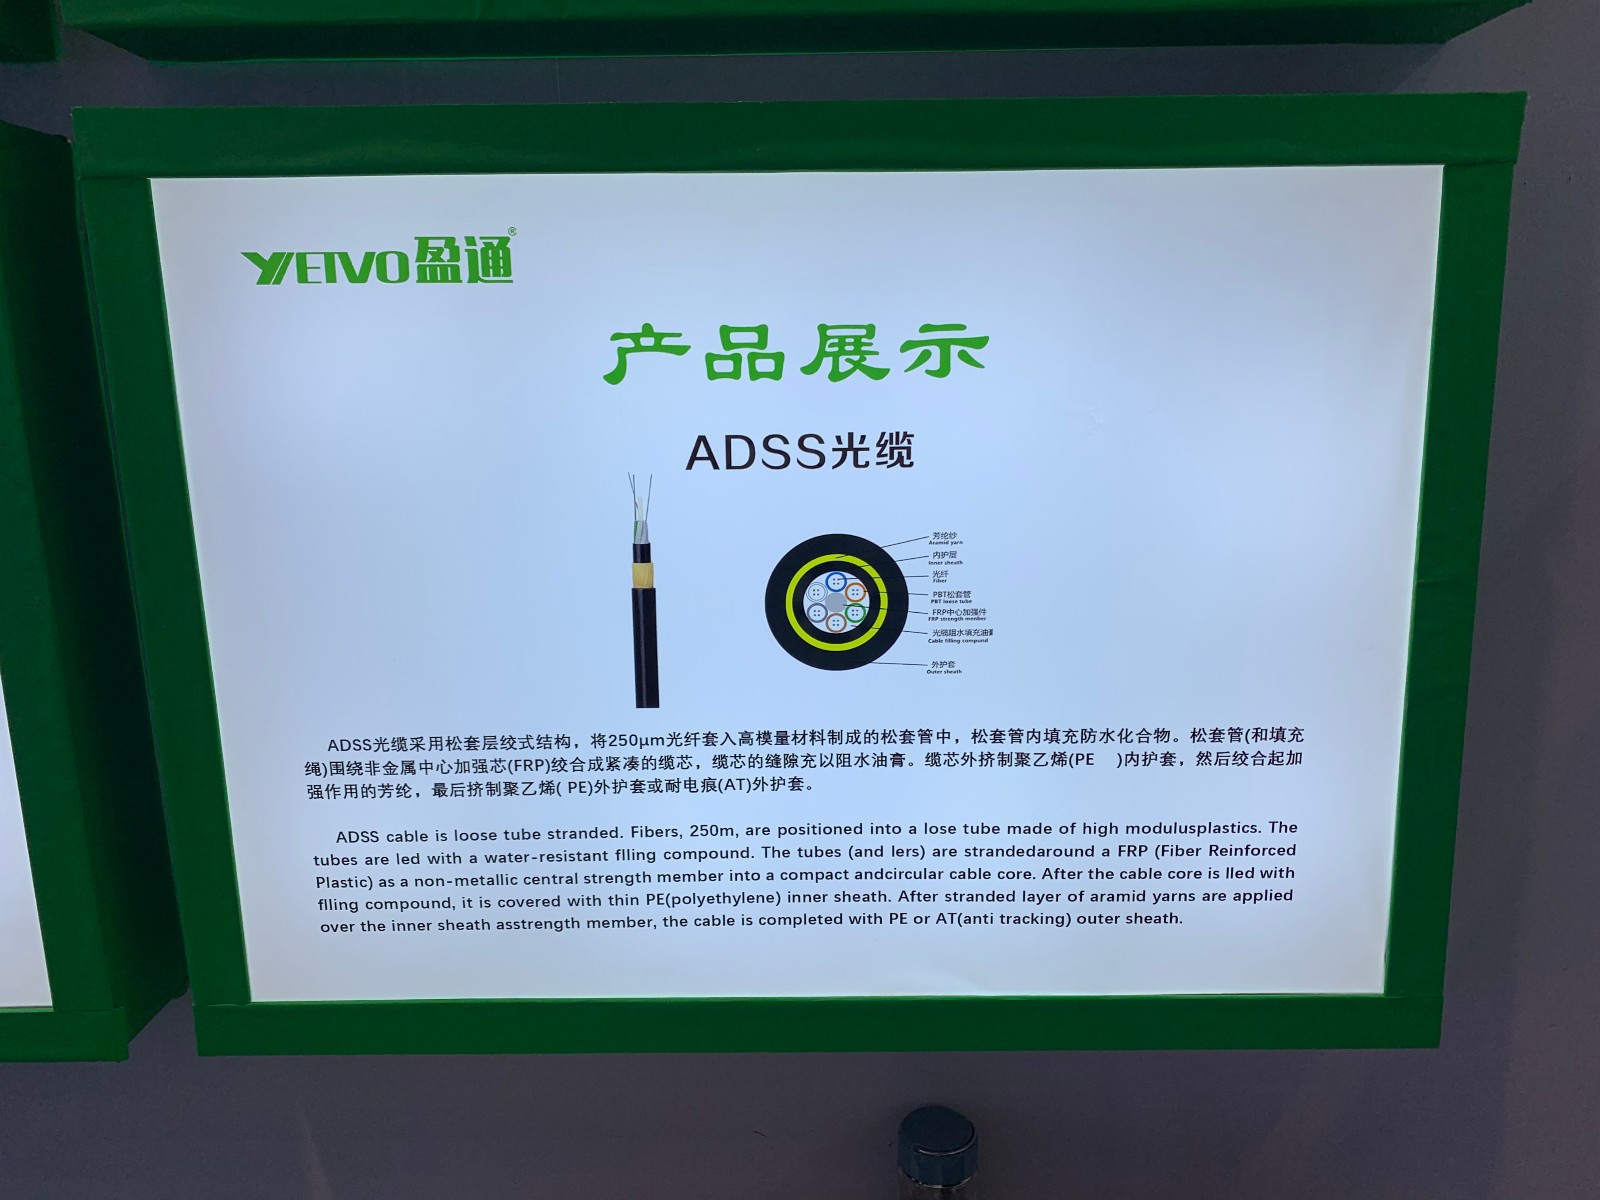 YEIVO盈通®
产品展示
ADSS光缆
芳纶纱
Aramid yarn
内护层
Inner sheath
光纤
Fiber
PBT松套管
PBT loose tube
FRP中心加强件
FRP strength member
光缆阻水填充油膏
Cable filling compund
外护套
Outer sheath
ADSS光缆采用松套层绞式结构，将250μm光纤套入高模量材料制成的松套管中，松套管内填充防水化合物。松套管(和填充
绳)围绕非金属中心加强芯(FRP)绞合成紧凑的缆芯，缆芯的缝隙充以阻水油膏。缆芯外挤制聚乙烯(PE )内护套，然后绞合起加
强作用的芳纶，最后挤制聚乙烯( PE)外护套或耐电痕(AT)外护套。
ADSS cable is loose tube stranded. Fibers, 250m, are positioned into a lose tube made of high modulusplastics. The
tubes are led with a water-resistant flling compound. The tubes (and lers) are strandedaround a FRP (Fiber Reinforced
Plastic) as a non-metallic central strength member into a compact andcircular cable core. After the cable core is lled with
flling compound, it is covered with thin PE(polyethylene) inner sheath. After stranded layer of aramid yarns are applied
over the inner sheath asstrength member, the cable is completed with PE or AT(anti tracking) outer sheath.